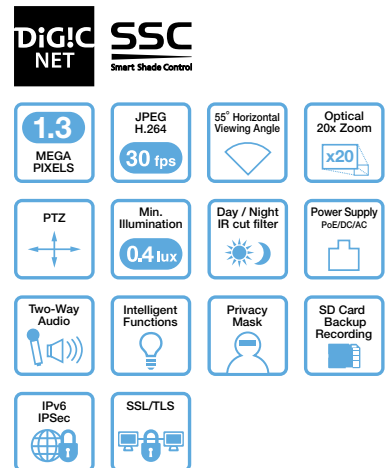 DiG!C
NET
SSC
Smart Shade Control
1.3
MEGA
PIXELS
JPEG
H.264
30 fps
55° Horizontal
Viewing Angle
Optical
20x Zoom
x20
PTZ
Min.
Illumination
0.4 lux
Day / Night
IR cut filter
Power Supply
PoE/DC/AC
Two-Way
Audio
Intelligent
Functions
Privacy
Mask
SD Card
Backup
Recording
IPv6
IPSec
SSL/TLS